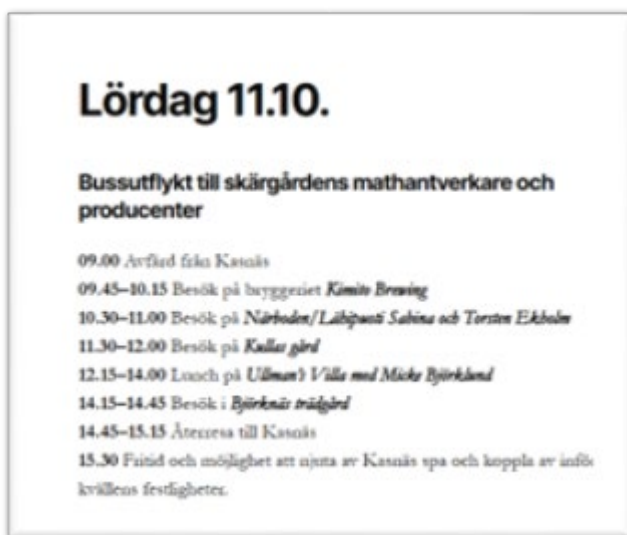 Lördag 11.10.
Bussutflykt till skärgårdens mathantverkare och
producenter
09.00 Avfärd från Kasnäs
09.45–10.15 Besök på bryggeriet Kimito Brewing
10.30–11.00 Besök på Närboden/Lähipuoti Sabina och Torsten Ekholm
11.30–12.00 Besök på Kullas gård
12.15–14.00 Lunch på Ullman's Villa med Micke Björklund
14.15–14.45 Besök i Björknäs trädgård
14.45–15.15 Återresa till Kasnäs
15.30 Fritid och möjlighet att njuta av Kasnäs spa och koppla av inför
kvällens festligheter.